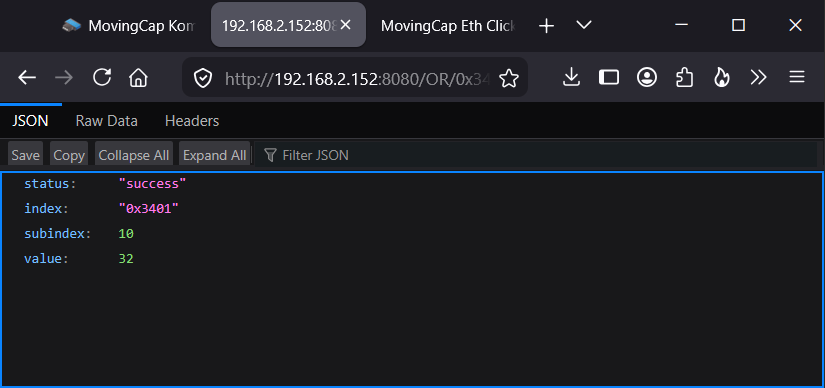 MovingCap Kom
192.168.2.152:808
MovingCap Eth Click
http://192.168.2.152:8080/OR/0x34
JSON Raw Data Headers
Save Copy Collapse All Expand All Filter JSON
status: "success"
index: "0x3401"
subindex: 10
value: 32